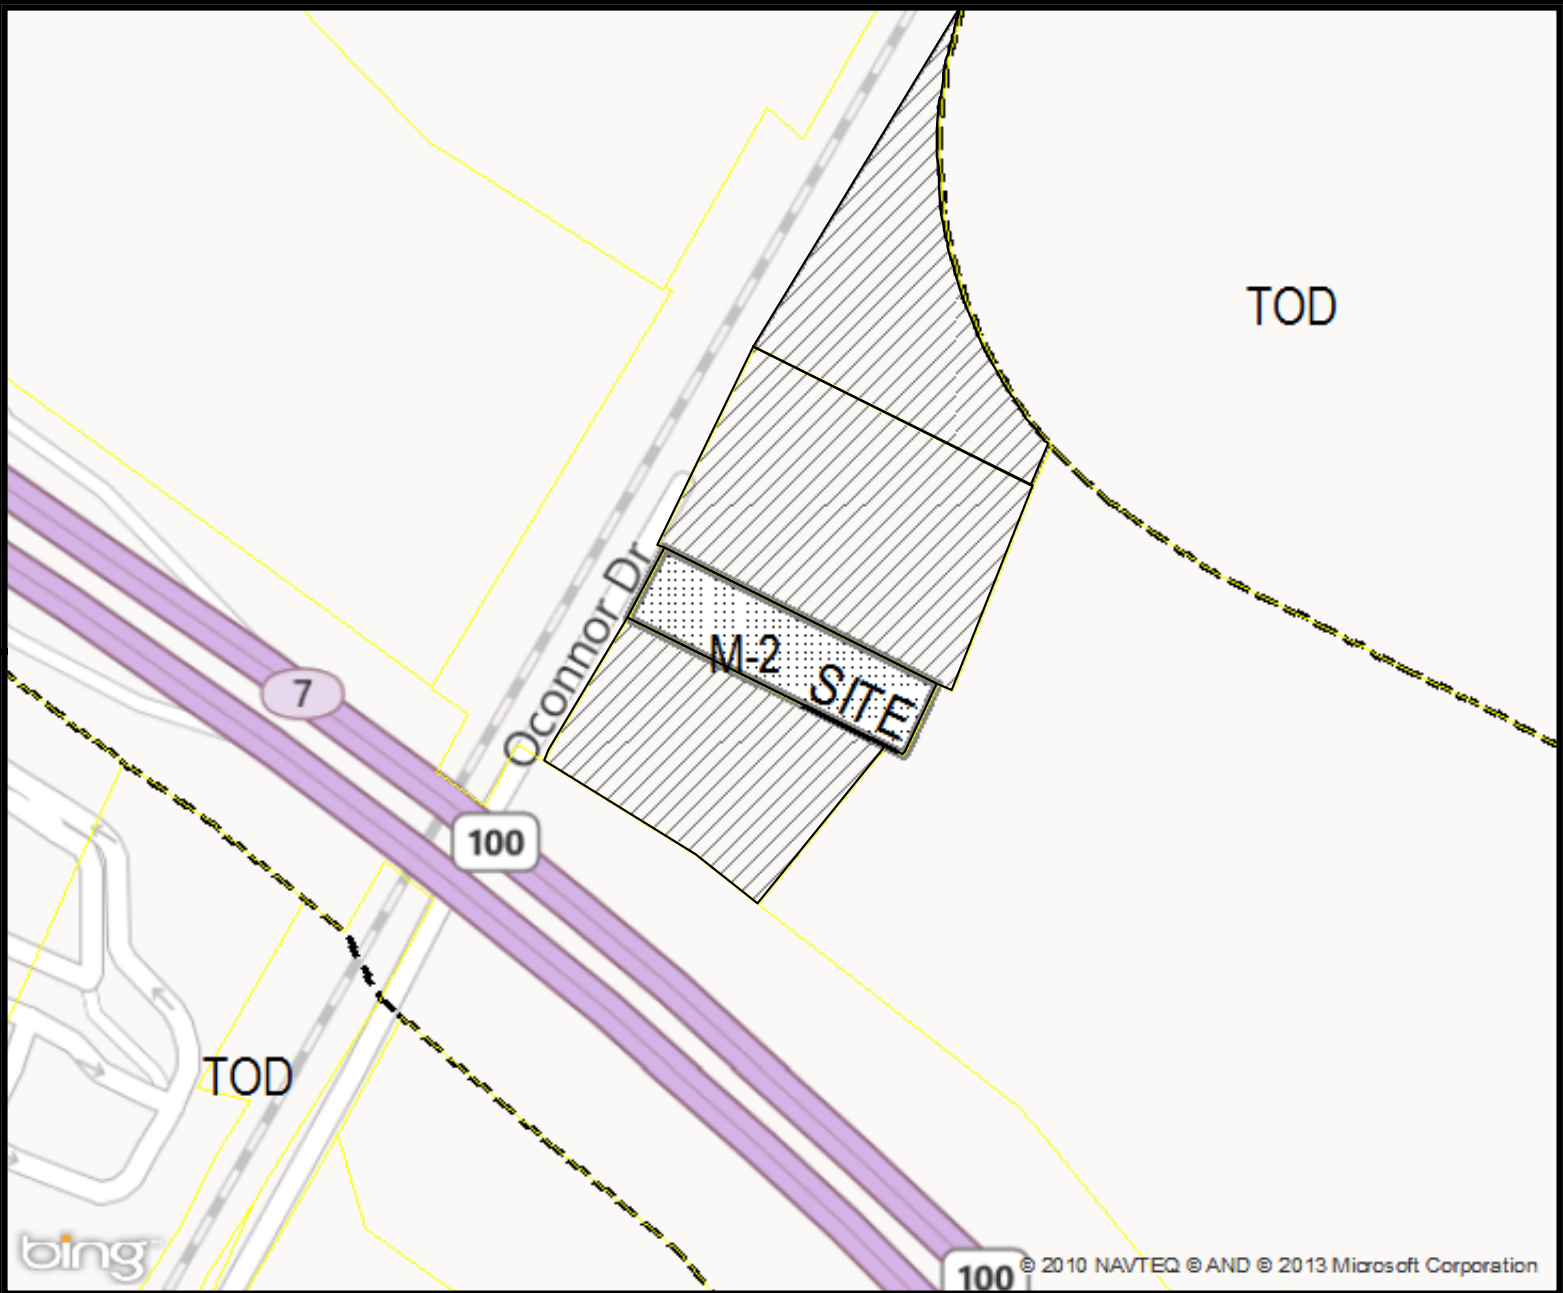 TOD
Oconnor Dr
M-2 SITE
7
100
TOD
bing
100
© 2010 NAVTEQ © AND © 2013 Microsoft Corporation